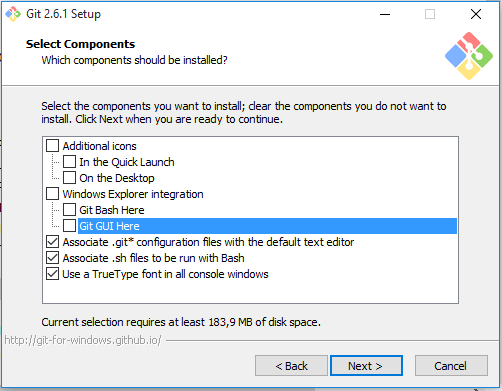 Git 2.6.1 Setup
Select Components
Which components should be installed?
Select the components you want to install; clear the components you do not want to
install. Click Next when you are ready to continue.
Additional icons
In the Quick Launch
On the Desktop
Windows Explorer integration
Git Bash Here
Git GUI Here
Associate .git* configuration files with the default text editor
Associate .sh files to be run with Bash
Use a TrueType font in all console windows
Current selection requires at least 183,9 MB of disk space.
http://git-for-windows.github.io/
< Back
Next >
Cancel